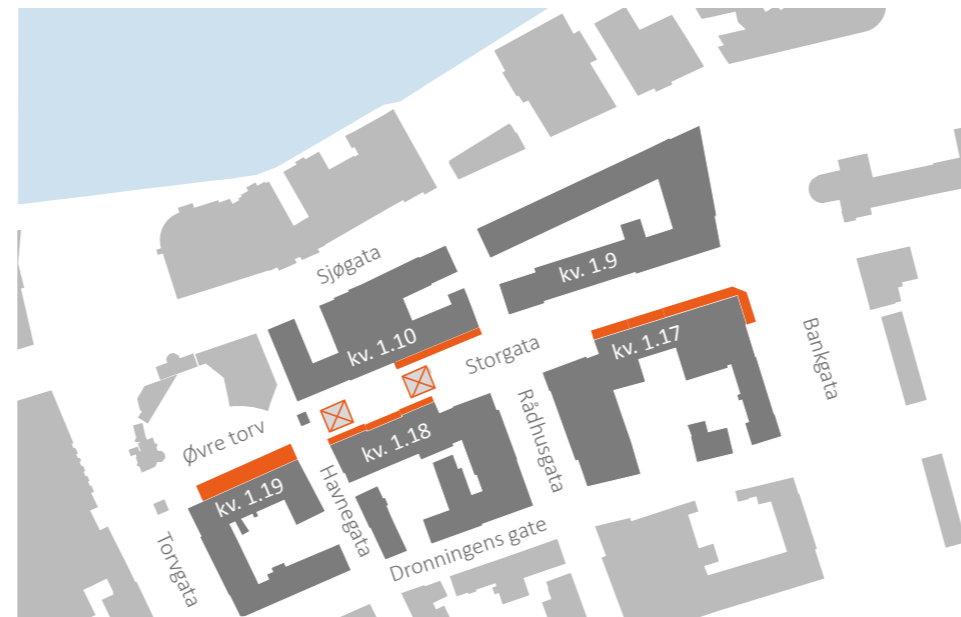 Sjøgata
kv. 1.9
kv. 1.10
Storgata
kv. 1.17
Bankgata
Øvre torv
kv. 1.18
Rådhusgata
kv. 1.19
Havnegata
Torvgata
Dronningens gate